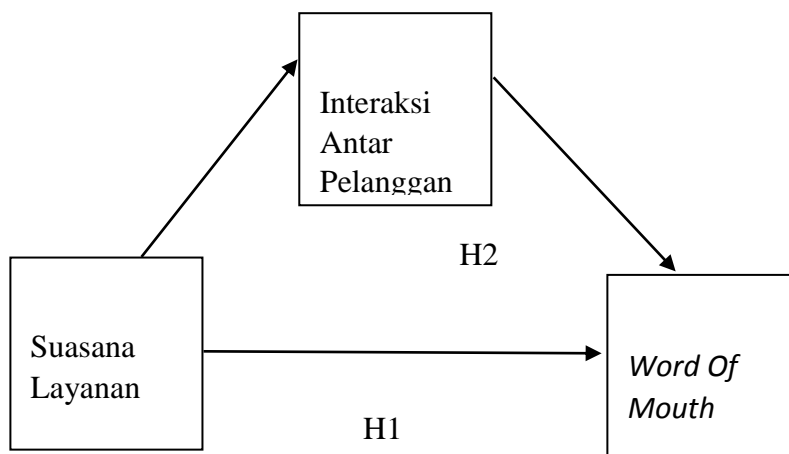 Interaksi
Antar
Pelanggan
H2
Suasana
Layanan
Word Of
Mouth
H1